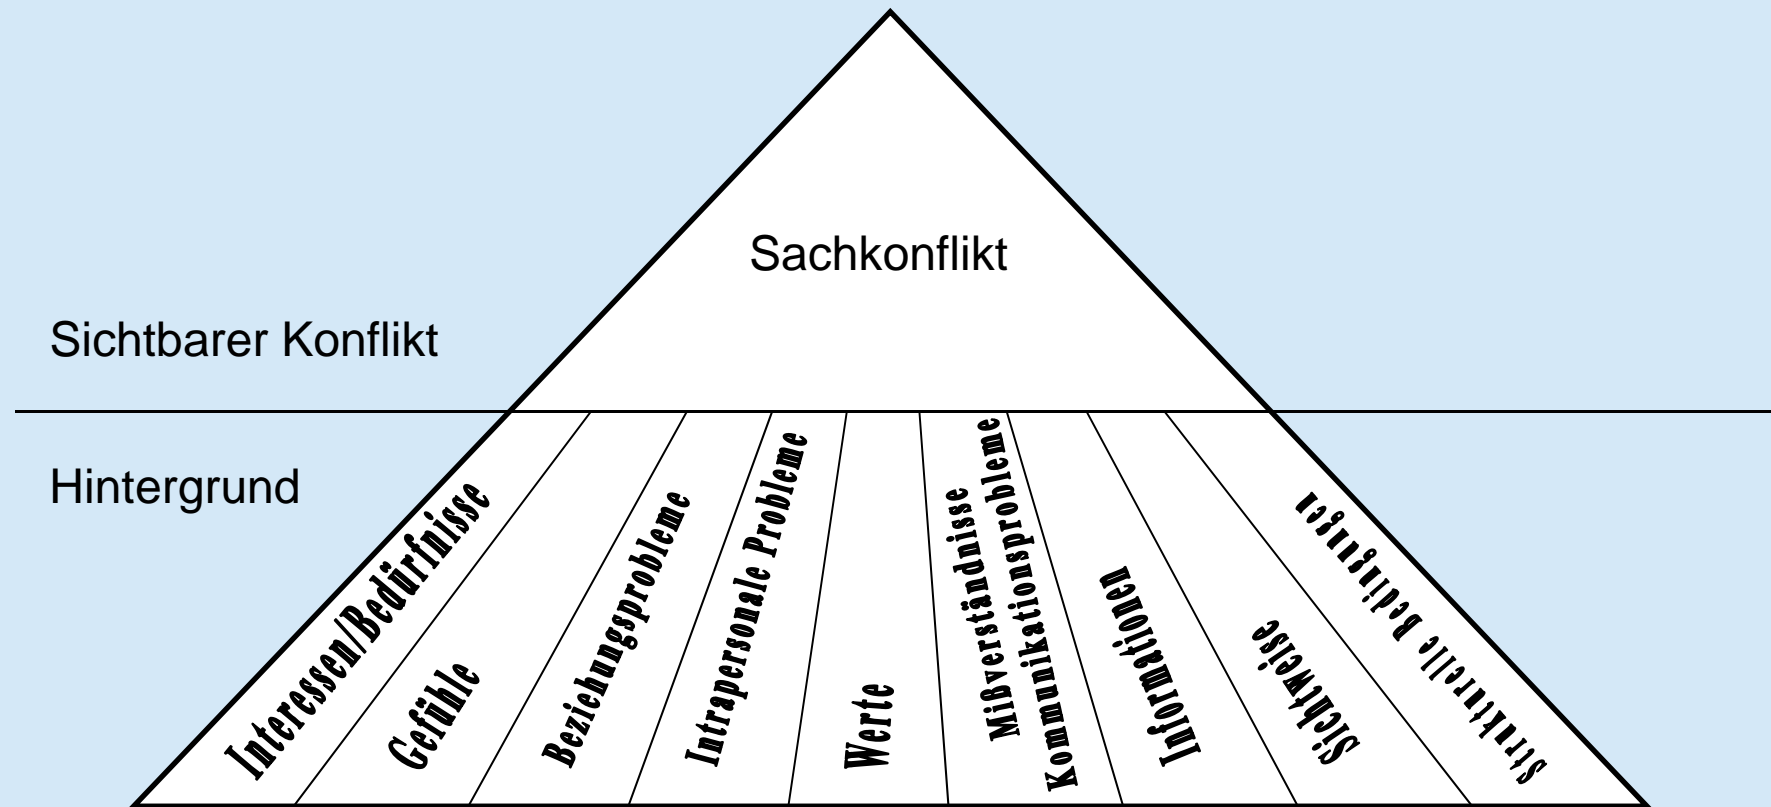 Sachkonflikt
Sichtbarer Konflikt
Hintergrund
Interessen/Bedürfnisse
Gefühle
Beziehungsprobleme
Intrapersonale Probleme
Werte
Mißverständnisse
Kommunikationsprobleme
Informationen
Sichtweise
strukturelle Bedingungen